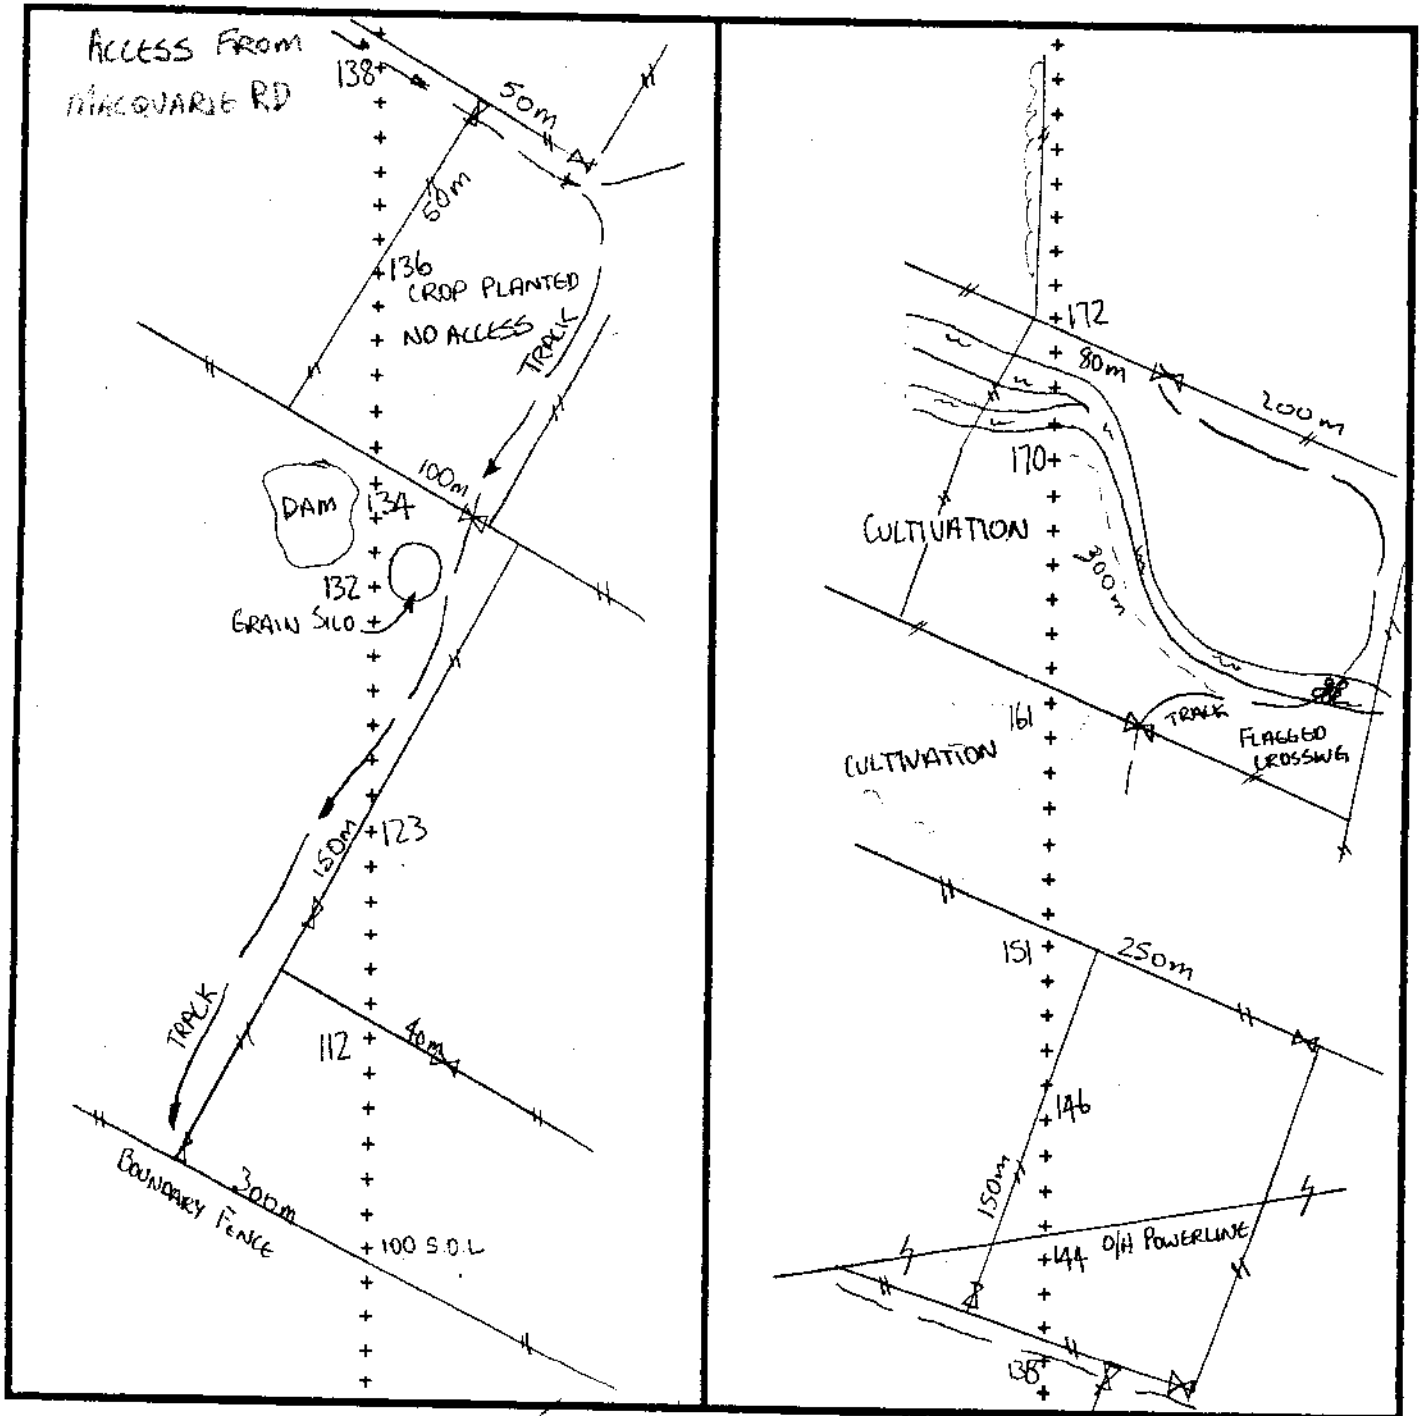 ACCESS FROM
MACQUARIE RD
138
50m
50m
136
CROP PLANTED
NO ACCESS
TRACK
100m
DAM
134
132
GRAIN SILO
123
150m
TRACK
112
40m
BOUNDARY FENCE
300m
100 S.O.L
172
80m
200m
170
CULTIVATION
300m
161
TRACK
FLAGGED
CROSSING
CULTIVATION
151
250m
146
150m
O/H POWERLINE
144
138